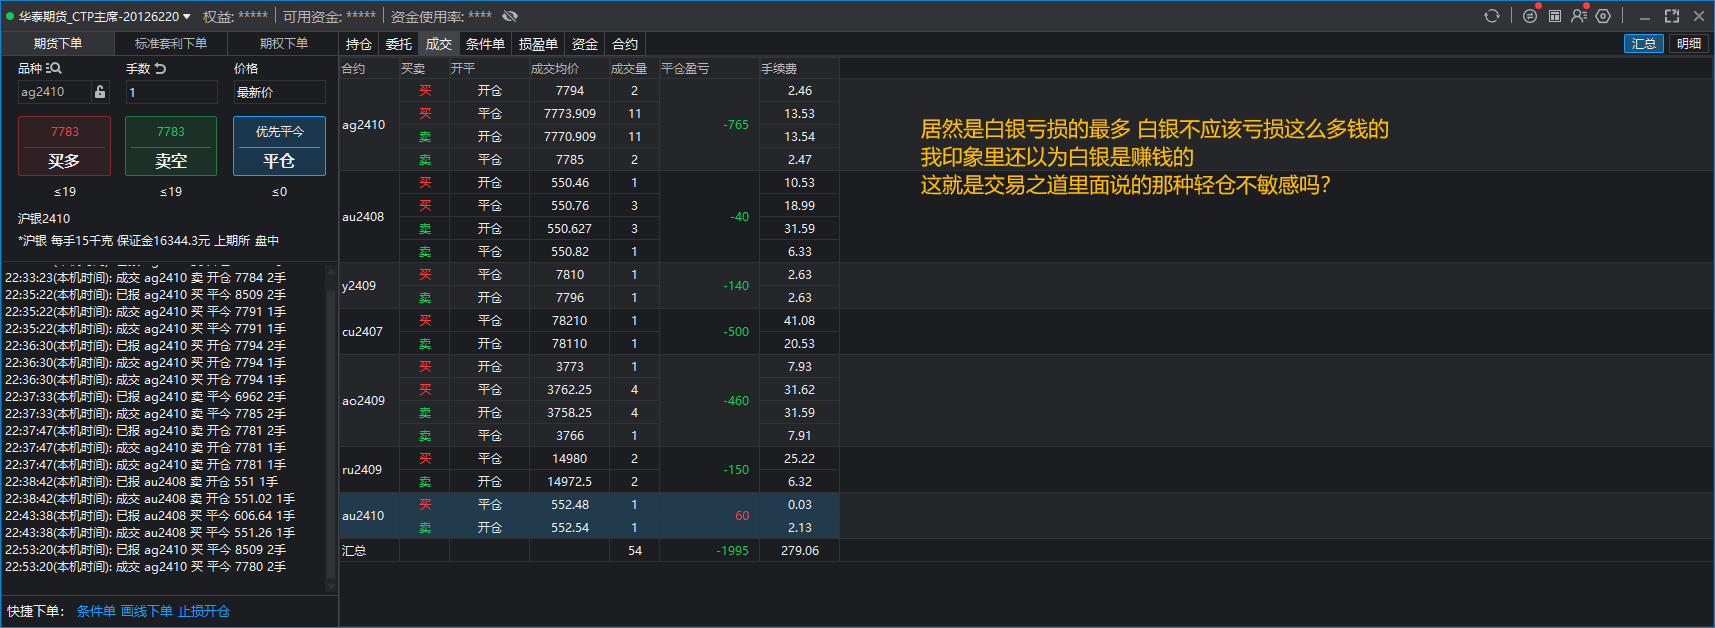 华泰期货_CTP主席-20126220 权益: ***** 可用资金: ***** 资金使用率: ****
期货下单 标准套利下单 期权下单 持仓 委托 成交 条件单 损盈单 资金 合约 汇总 明细
品种 手数 价格
ag2410 1 最新价
7783 7783 优先平今
买多 卖空 平仓
≤19 ≤19 ≤0
沪银2410
*沪银 每手15千克 保证金16344.3元 上期所 盘中
22:33:23(本机时间): 成交 ag2410 卖 开仓 7784 2手
22:35:22(本机时间): 已报 ag2410 买 平今 8509 2手
22:35:22(本机时间): 成交 ag2410 买 平今 7791 1手
22:35:22(本机时间): 成交 ag2410 买 平今 7791 1手
22:36:30(本机时间): 已报 ag2410 买 开仓 7794 2手
22:36:30(本机时间): 成交 ag2410 买 开仓 7794 1手
22:36:30(本机时间): 成交 ag2410 买 开仓 7794 1手
22:37:33(本机时间): 已报 ag2410 卖 平今 6962 2手
22:37:33(本机时间): 成交 ag2410 卖 平今 7785 2手
22:37:47(本机时间): 已报 ag2410 卖 开仓 7781 2手
22:37:47(本机时间): 成交 ag2410 卖 开仓 7781 1手
22:37:47(本机时间): 成交 ag2410 卖 开仓 7781 1手
22:38:42(本机时间): 已报 au2408 卖 开仓 551 1手
22:38:42(本机时间): 成交 au2408 卖 开仓 551.02 1手
22:43:38(本机时间): 已报 au2408 买 平今 606.64 1手
22:43:38(本机时间): 成交 au2408 买 平今 551.26 1手
22:53:20(本机时间): 已报 ag2410 买 平今 8509 2手
22:53:20(本机时间): 成交 ag2410 买 平今 7780 2手
快捷下单: 条件单 画线下单 止损开仓
合约 买卖 开平 成交均价 成交量 平仓盈亏 手续费
ag2410 -765
买 开仓 7794 2 2.46
买 平仓 7773.909 11 13.53
卖 开仓 7770.909 11 13.54
卖 平仓 7785 2 2.47
au2408 -40
买 开仓 550.46 1 10.53
买 平仓 550.76 3 18.99
卖 开仓 550.627 3 31.59
卖 平仓 550.82 1 6.33
y2409 -140
买 平仓 7810 1 2.63
卖 开仓 7796 1 2.63
cu2407 -500
买 平仓 78210 1 41.08
卖 开仓 78110 1 20.53
ao2409 -460
买 开仓 3773 1 7.93
买 平仓 3762.25 4 31.62
卖 开仓 3758.25 4 31.59
卖 平仓 3766 1 7.91
ru2409 -150
买 平仓 14980 2 25.22
卖 开仓 14972.5 2 6.32
au2410 60
买 平仓 552.48 1 0.03
卖 开仓 552.54 1 2.13
汇总 54 -1995 279.06
居然是白银亏损的最多 白银不应该亏损这么多钱的
我印象里还以为白银是赚钱的
这就是交易之道里面说的那种轻仓不敏感吗?